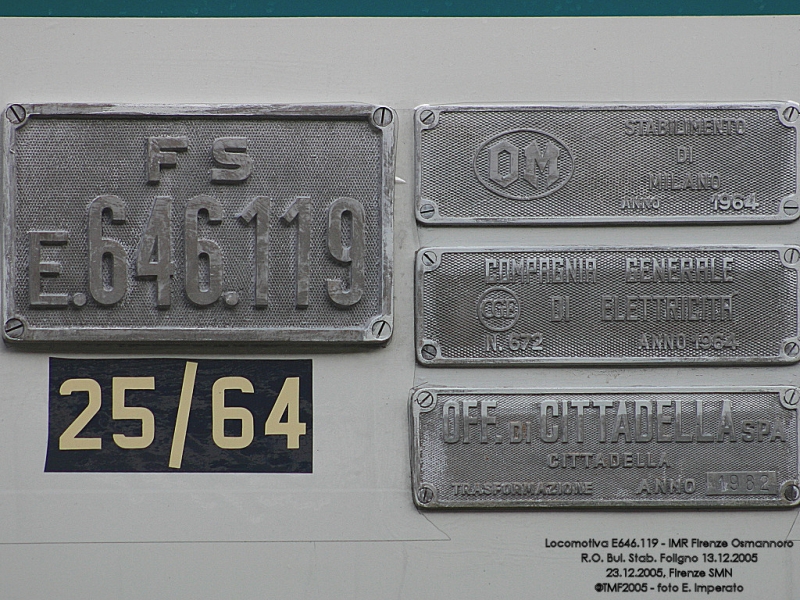 FS
E.646.119
25/64
OM
STABILIMENTO
DI
MILANO
ANNO 1964
COMPAGNIA GENERALE
CGE DI ELETTRICITÀ
N. 672 ANNO 1964
OFF. DI CITTADELLA SPA
CITTADELLA
TRASFORMAZIONE ANNO 1982
Locomotiva E646.119 - IMR Firenze Osmannoro
R.O. Bul. Stab. Foligno 13.12.2005
23.12.2005, Firenze SMN
©TMF2005 - foto E. Imperato